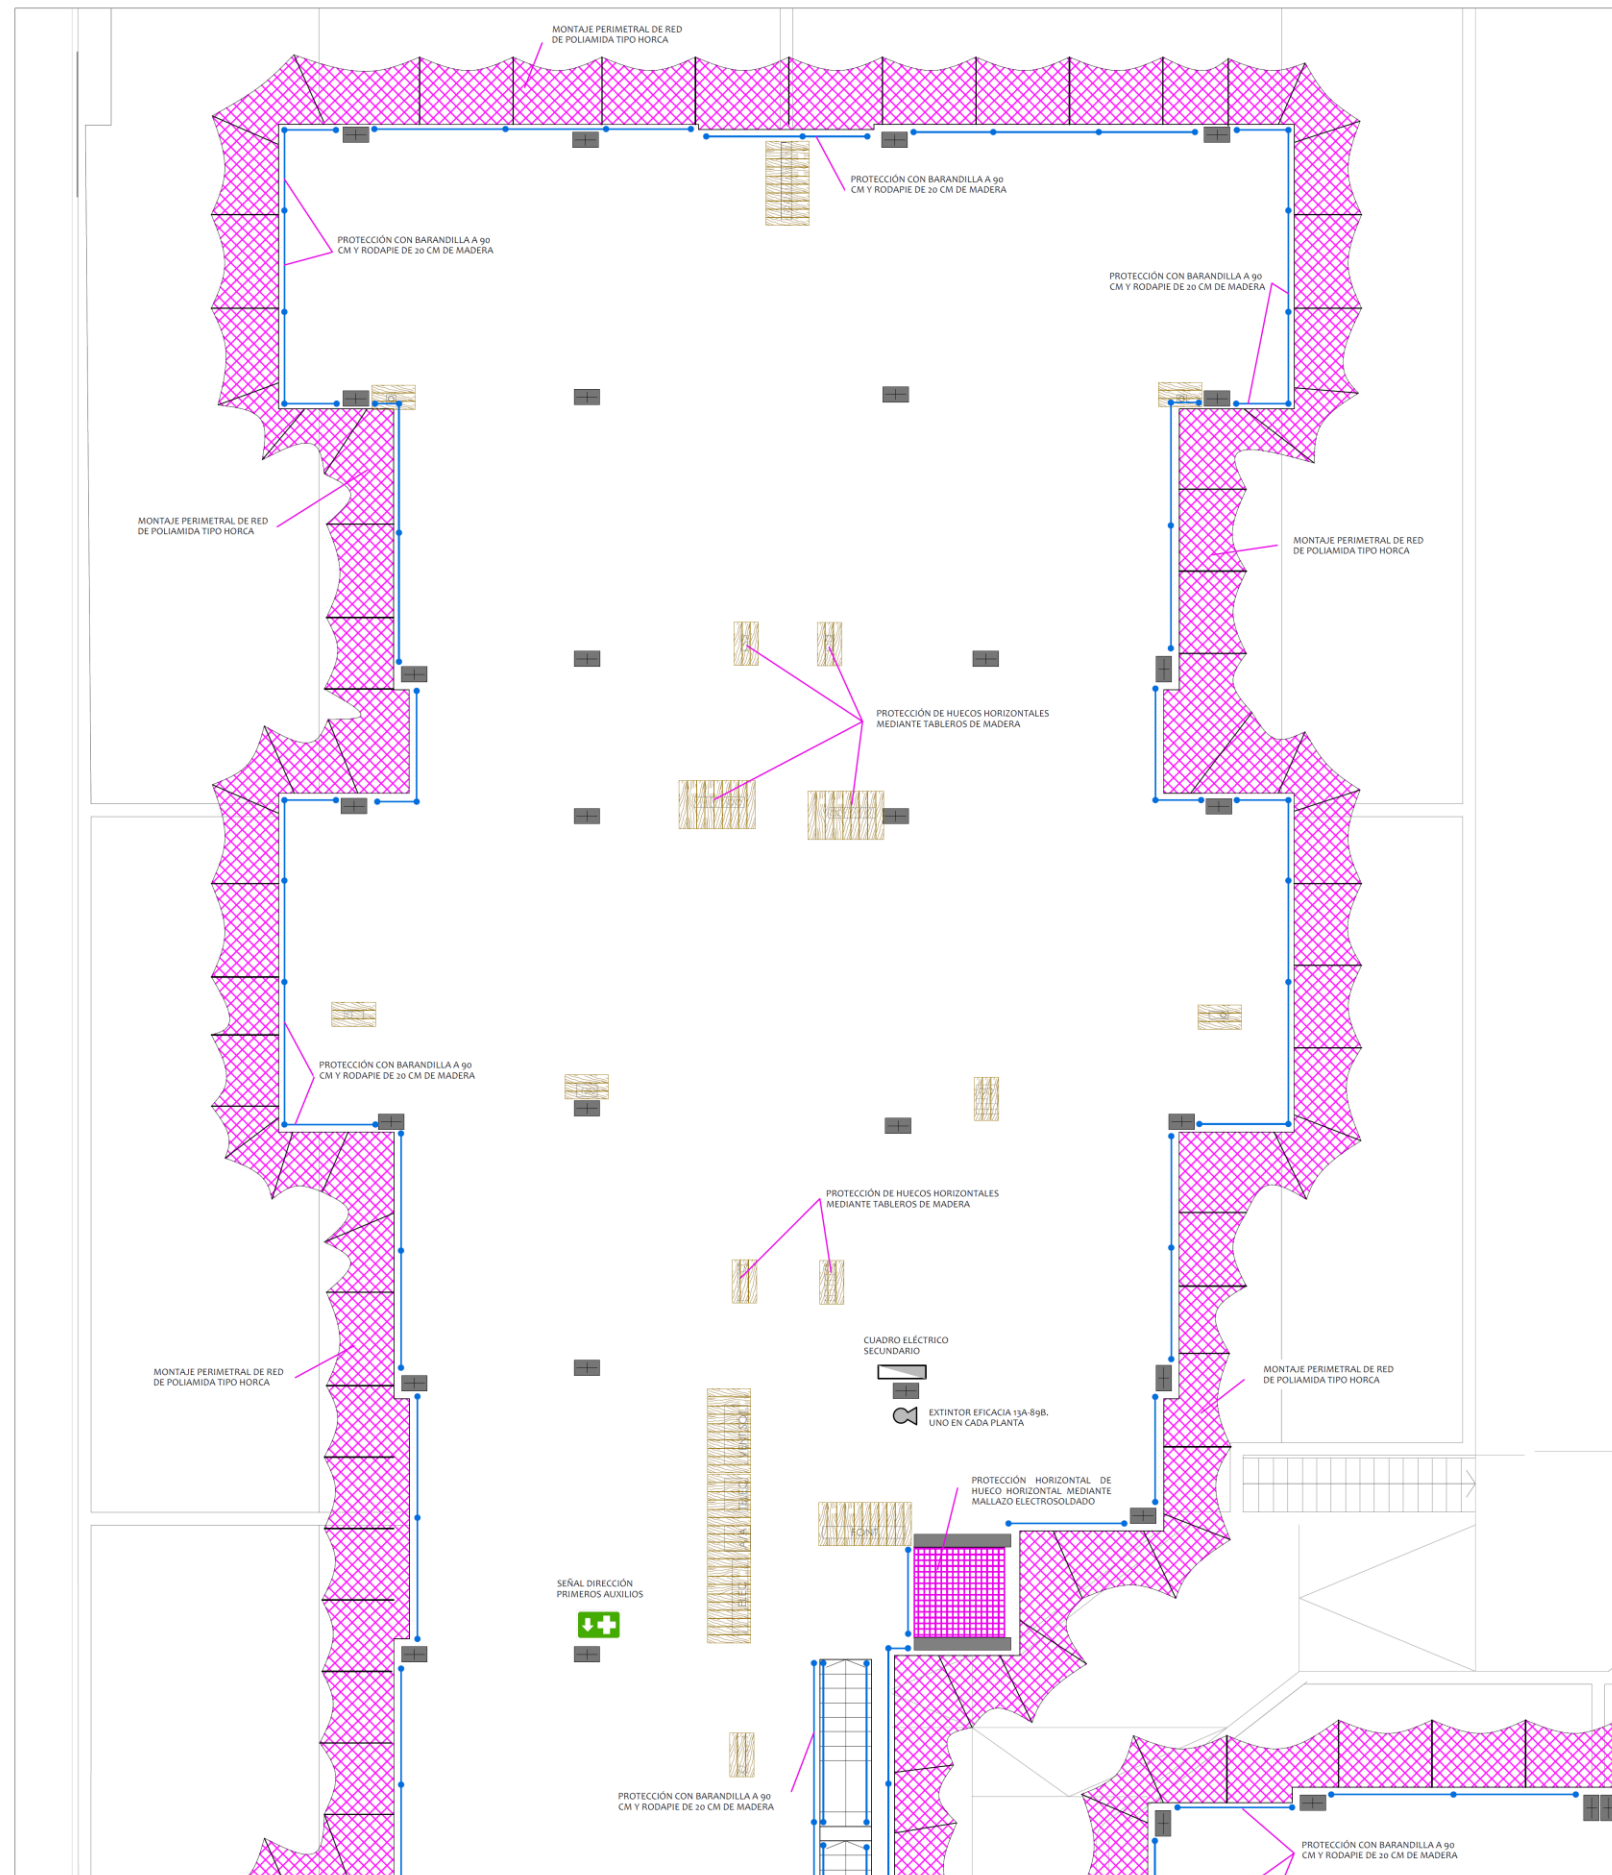 MONTAJE PERIMETRAL DE RED
DE POLIAMIDA TIPO HORCA
PROTECCIÓN CON BARANDILLA A 90
CM Y RODAPIE DE 20 CM DE MADERA
PROTECCIÓN CON BARANDILLA A 90
CM Y RODAPIE DE 20 CM DE MADERA
PROTECCIÓN CON BARANDILLA A 90
CM Y RODAPIE DE 20 CM DE MADERA
MONTAJE PERIMETRAL DE RED
DE POLIAMIDA TIPO HORCA
MONTAJE PERIMETRAL DE RED
DE POLIAMIDA TIPO HORCA
PROTECCIÓN DE HUECOS HORIZONTALES
MEDIANTE TABLEROS DE MADERA
PROTECCIÓN CON BARANDILLA A 90
CM Y RODAPIE DE 20 CM DE MADERA
PROTECCIÓN DE HUECOS HORIZONTALES
MEDIANTE TABLEROS DE MADERA
CUADRO ELÉCTRICO
SECUNDARIO
MONTAJE PERIMETRAL DE RED
DE POLIAMIDA TIPO HORCA
MONTAJE PERIMETRAL DE RED
DE POLIAMIDA TIPO HORCA
EXTINTOR EFICACIA 13A-89B.
UNO EN CADA PLANTA
PROTECCIÓN HORIZONTAL DE
HUECO HORIZONTAL MEDIANTE
MALLAZO ELECTROSOLDADO
FONT
SEÑAL DIRECCIÓN
PRIMEROS AUXILIOS
PROTECCIÓN CON BARANDILLA A 90
CM Y RODAPIE DE 20 CM DE MADERA
PROTECCIÓN CON BARANDILLA A 90
CM Y RODAPIE DE 20 CM DE MADERA